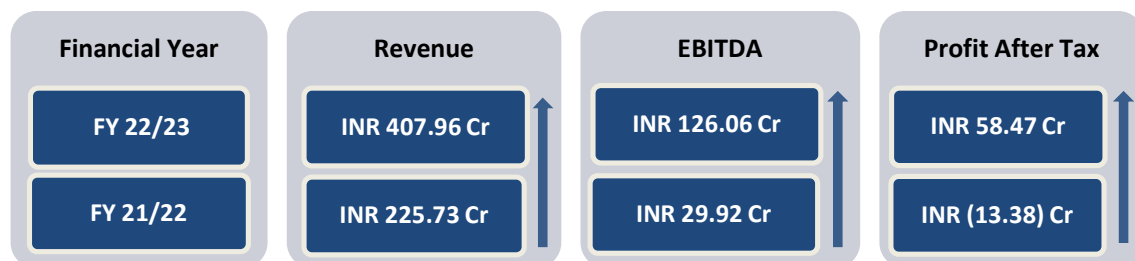 Financial Year
Revenue
EBITDA
Profit After Tax
FY 22/23
INR 407.96 Cr
INR 126.06 Cr
INR 58.47 Cr
FY 21/22
INR 225.73 Cr
INR 29.92 Cr
INR (13.38) Cr